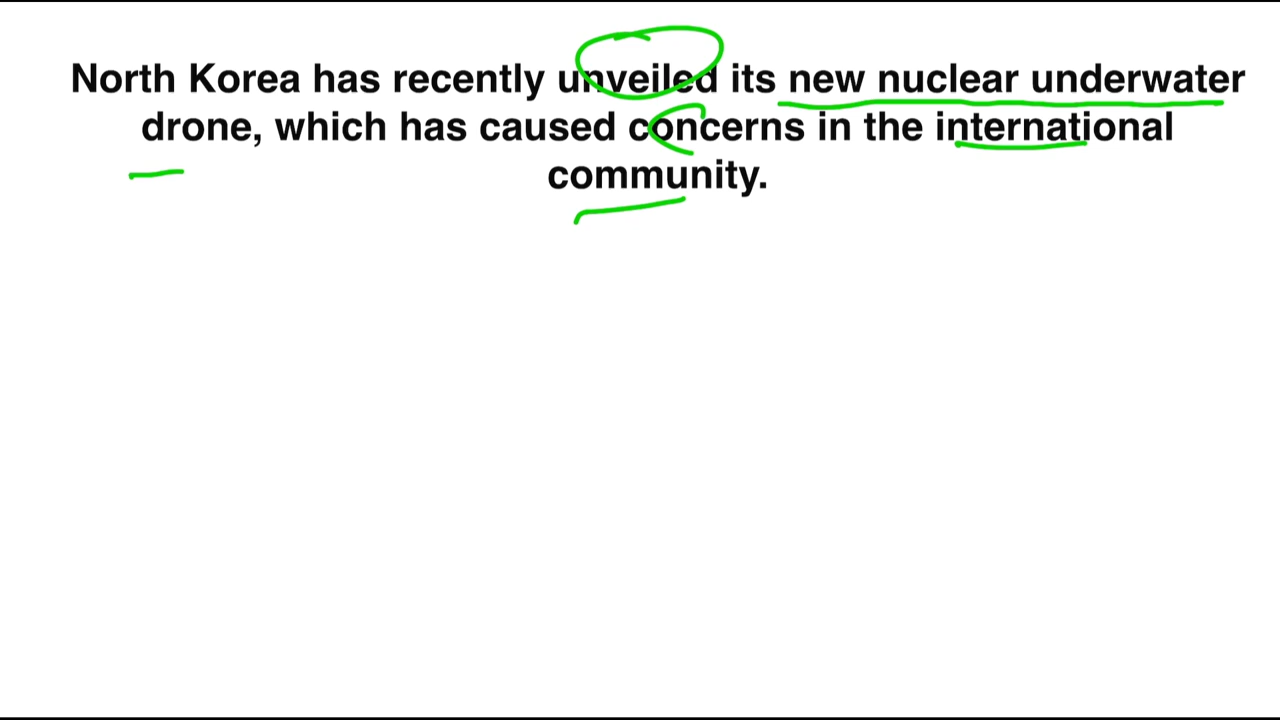 North Korea has recently unveiled its new nuclear underwater
drone, which has caused concerns in the international
community.